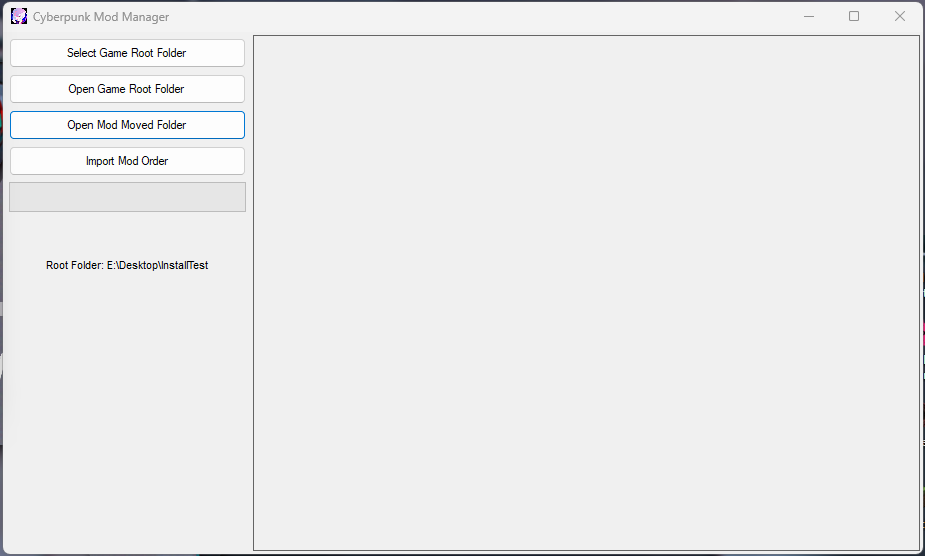 Cyberpunk Mod Manager
Select Game Root Folder
Open Game Root Folder
Open Mod Moved Folder
Import Mod Order
Root Folder: E:\Desktop\InstallTest